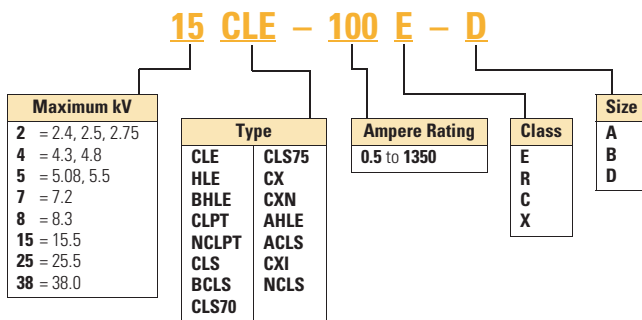 15 CLE – 100 E – D
Maximum kV
2 = 2.4, 2.5, 2.75
4 = 4.3, 4.8
5 = 5.08, 5.5
7 = 7.2
8 = 8.3
15 = 15.5
25 = 25.5
38 = 38.0
Type
CLE CLS75
HLE CX
BHLE CXN
CLPT AHLE
NCLPT ACLS
CLS CXI
BCLS NCLS
CLS70
Ampere Rating
0.5 to 1350
Class
E
R
C
X
Size
A
B
D